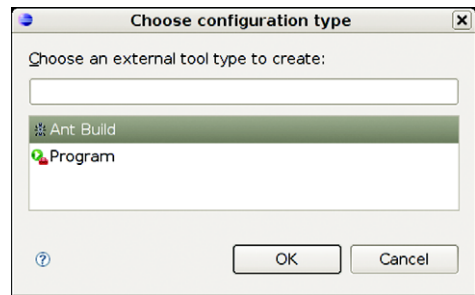 Choose configuration type
Choose an external tool type to create:
Ant Build
Program
OK
Cancel